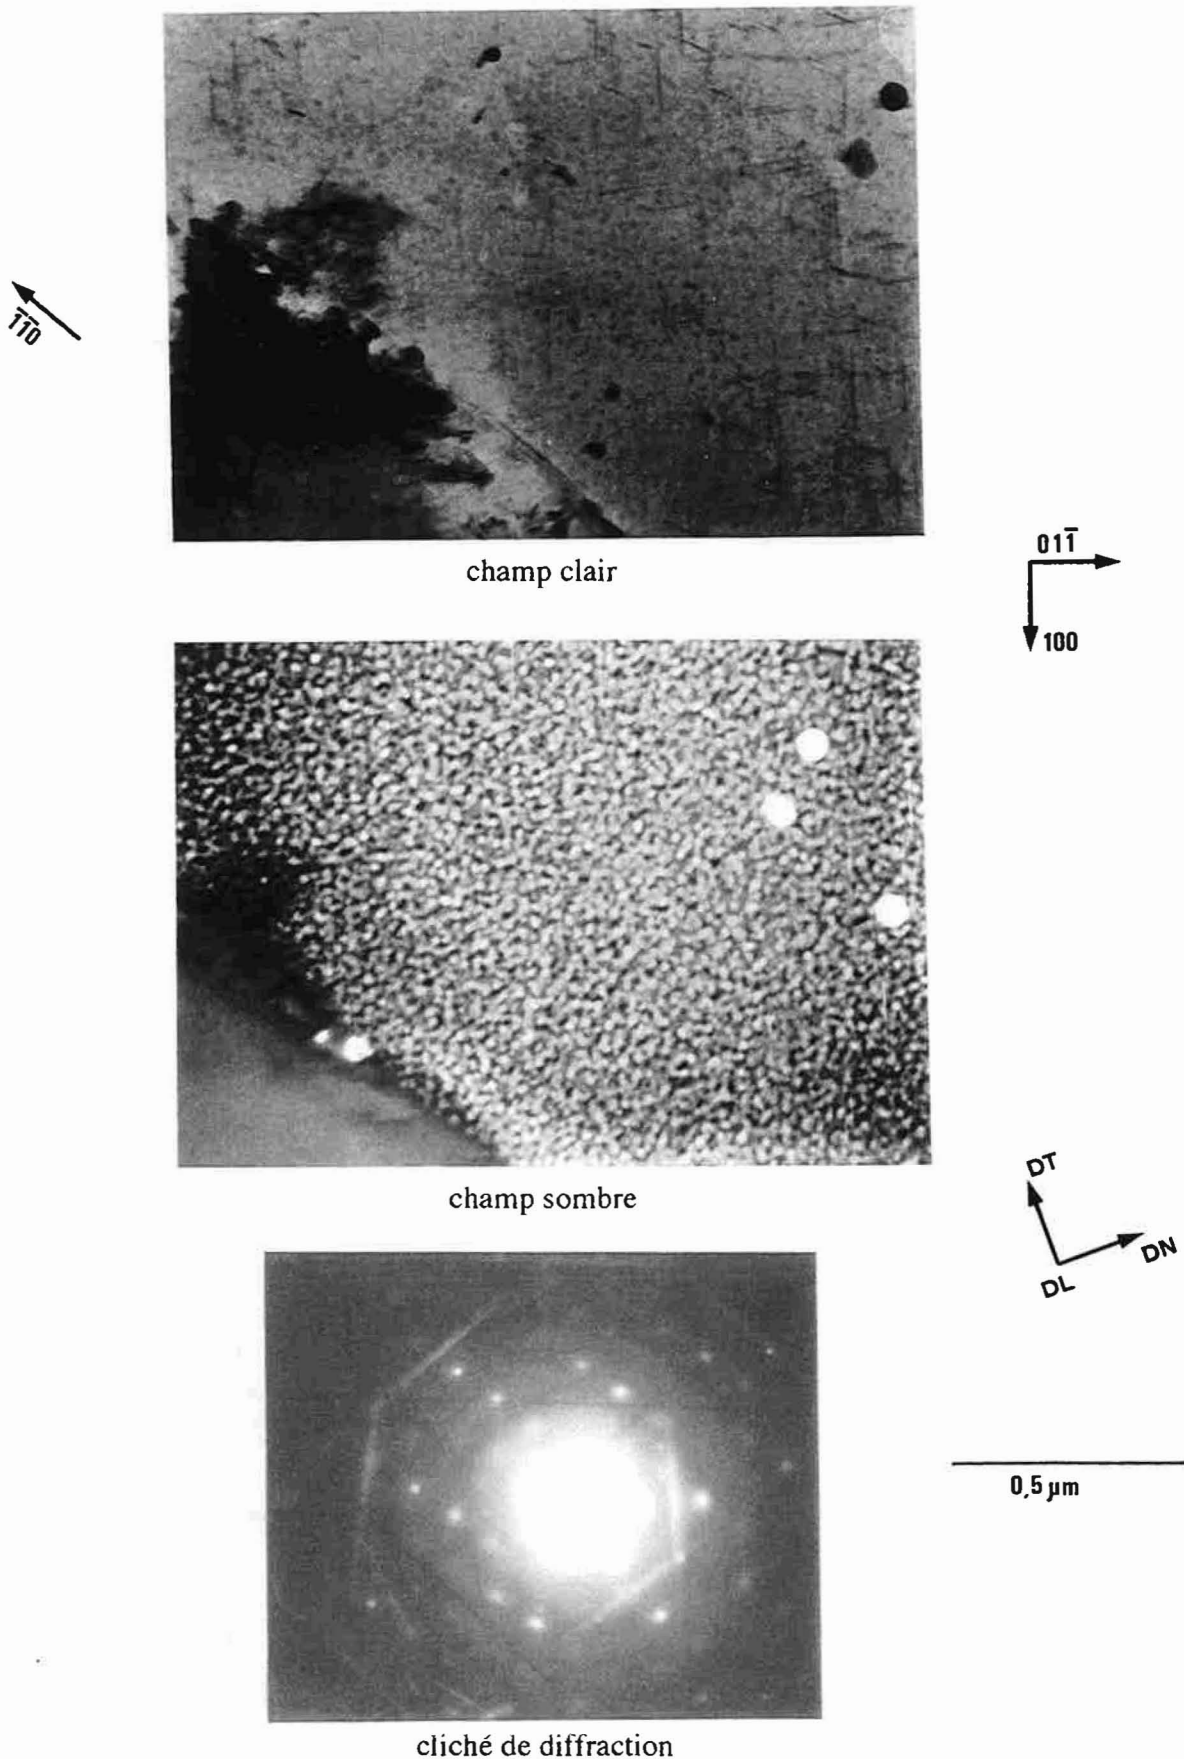 1̅1̅0
champ clair
011̅
100
champ sombre
DT
DN
DL
0,5 µm
cliché de diffraction